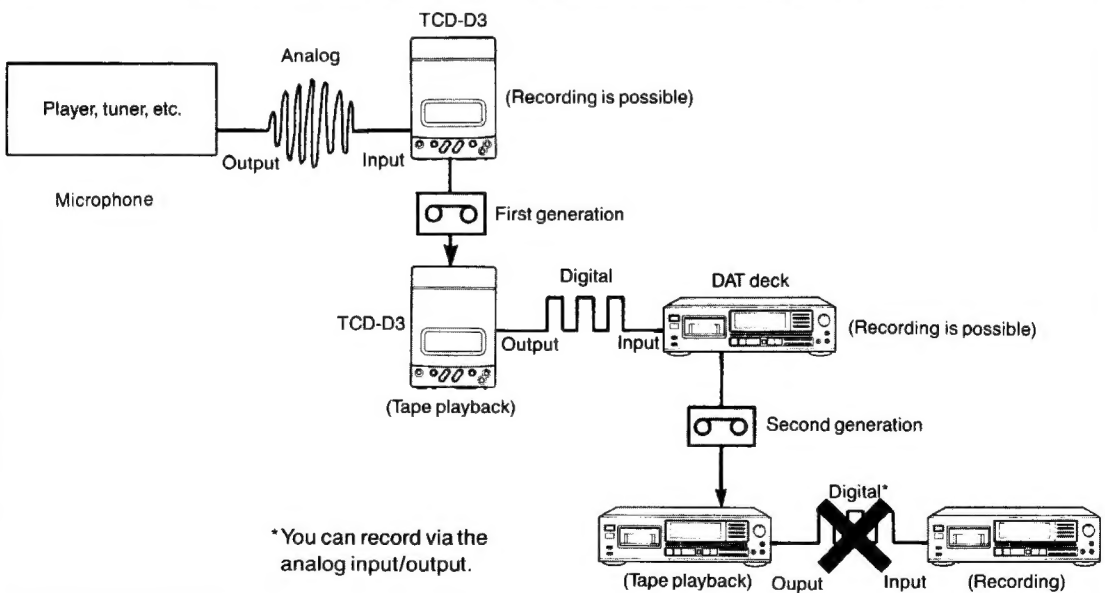 TCD-D3
Analog
Player, tuner, etc.
(Recording is possible)
Output
Input
Microphone
First generation
Digital
DAT deck
TCD-D3
Output
Input
(Recording is possible)
(Tape playback)
Second generation
Digital*
*You can record via the
analog input/output.
(Tape playback)
Ouput
Input
(Recording)